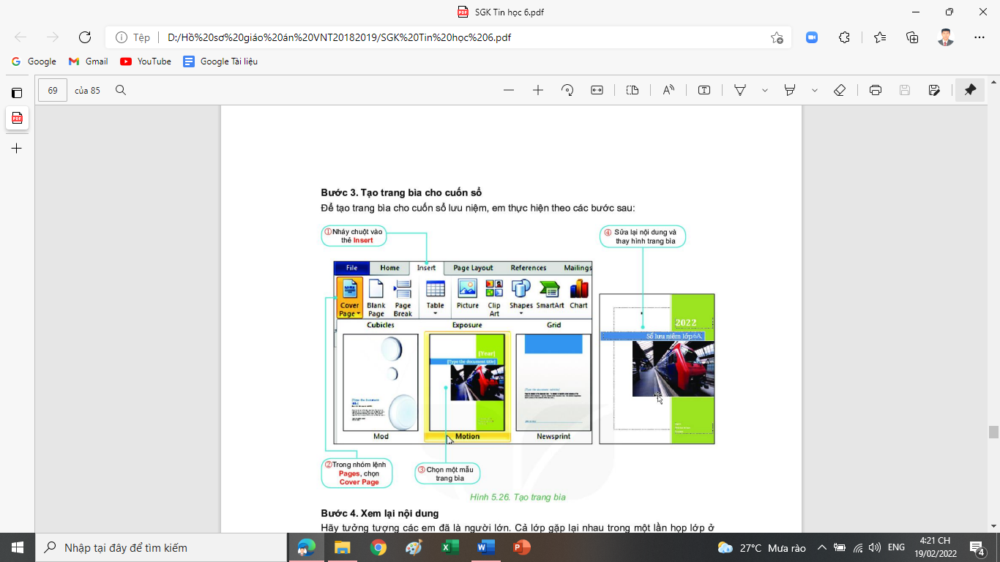 SGK Tin học 6.pdf
Tệp
D:/Hồ%20sơ%20giáo%20án%20VNT20182019/SGK%20Tin%20học%206.pdf
Google
Gmail
YouTube
Google Tài liệu
69
của 85
Bước 3. Tạo trang bìa cho cuốn sổ
Để tạo trang bìa cho cuốn sổ lưu niệm, em thực hiện theo các bước sau:
① Nháy chuột vào
thẻ Insert
④ Sửa lại nội dung và
thay hình trang bìa
File Home Insert Page Layout References Mailings
Cover
Page
Blank
Page
Page
Break
Table
Picture
Clip
Art
Shapes
SmartArt
Chart
Cubicles Exposure Grid
[Year]
[Type the document title]
Mod Motion Newsprint
2022
Sổ lưu niệm lớp 6A.
② Trong nhóm lệnh
Pages, chọn
Cover Page
③ Chọn một mẫu
trang bìa
Hình 5.26. Tạo trang bìa
Bước 4. Xem lại nội dung
Hãy tưởng tượng các em đã là người lớn. Cả lớp gặp lại nhau trong một lần họp lớp ở
Nhập tại đây để tìm kiếm
27°C Mưa rào
ENG
4:21 CH
19/02/2022
4